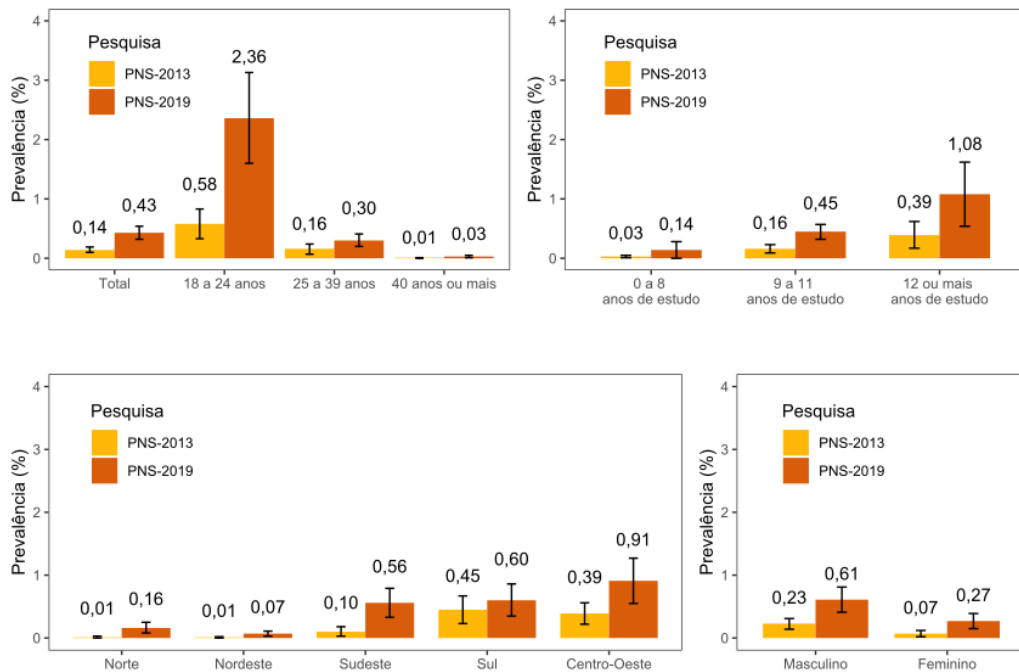 Prevalência (%)
4
3
2
1
0
Pesquisa
PNS-2013
PNS-2019
0,14
0,43
0,58
2,36
0,16
0,30
0,01
0,03
Total
18 a 24 anos
25 a 39 anos
40 anos ou mais
Prevalência (%)
4
3
2
1
0
Pesquisa
PNS-2013
PNS-2019
0,03
0,14
0,16
0,45
0,39
1,08
0 a 8
anos de estudo
9 a 11
anos de estudo
12 ou mais
anos de estudo
Prevalência (%)
4
3
2
1
0
Pesquisa
PNS-2013
PNS-2019
0,01
0,16
0,01
0,07
0,10
0,56
0,45
0,60
0,39
0,91
Norte
Nordeste
Sudeste
Sul
Centro-Oeste
Prevalência (%)
4
3
2
1
0
Pesquisa
PNS-2013
PNS-2019
0,23
0,61
0,07
0,27
Masculino
Feminino